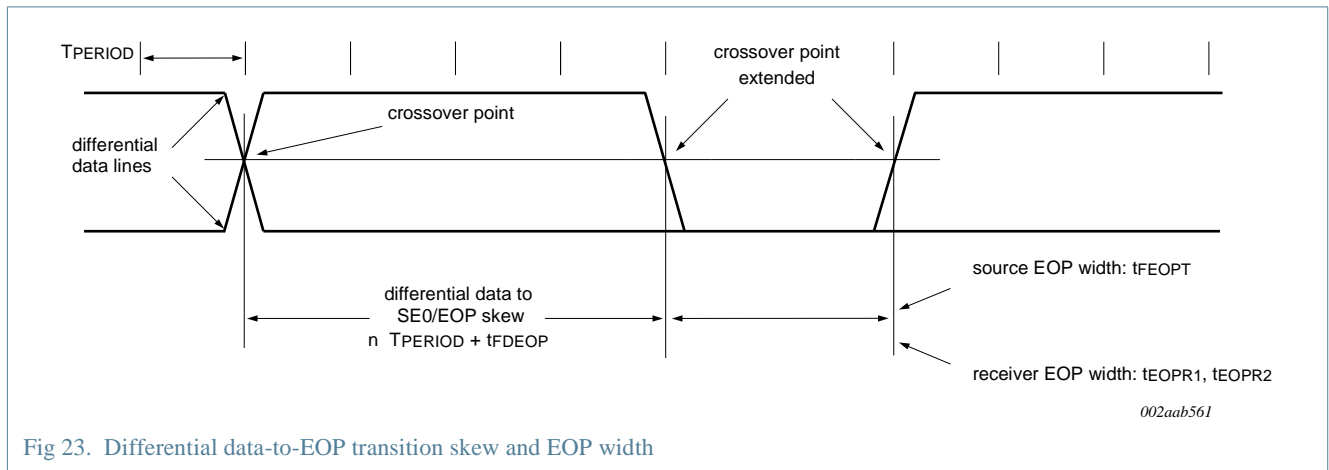 TPERIOD
crossover point
extended
crossover point
differential
data lines
source EOP width: tFEOPT
differential data to
SE0/EOP skew
n TPERIOD + tFDEOP
receiver EOP width: tEOPR1, tEOPR2
002aab561
Fig 23. Differential data-to-EOP transition skew and EOP width